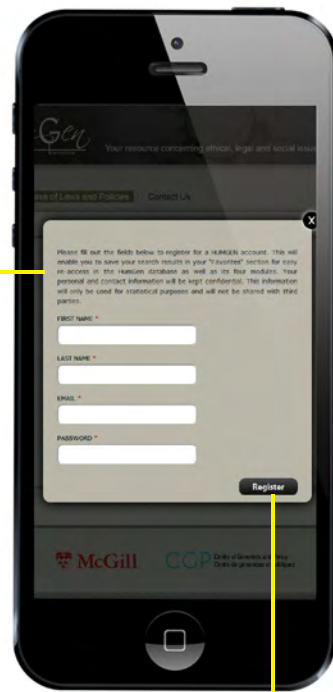 Gen
Your resource concerning ethical, legal and social issues
of Laws and Policies
Contact Us
X
Please fill out the fields below to register for a HUMGEN account. This will
enable you to save your search results in your "Favorites" section for easy
re-access in the HumGen database as well as its four modules. Your
personal and contact information will be kept confidential. This information
will only be used for statistical purposes and will not be shared with third
parties.
FIRST NAME *
LAST NAME *
EMAIL *
PASSWORD *
Register
McGill
CGP